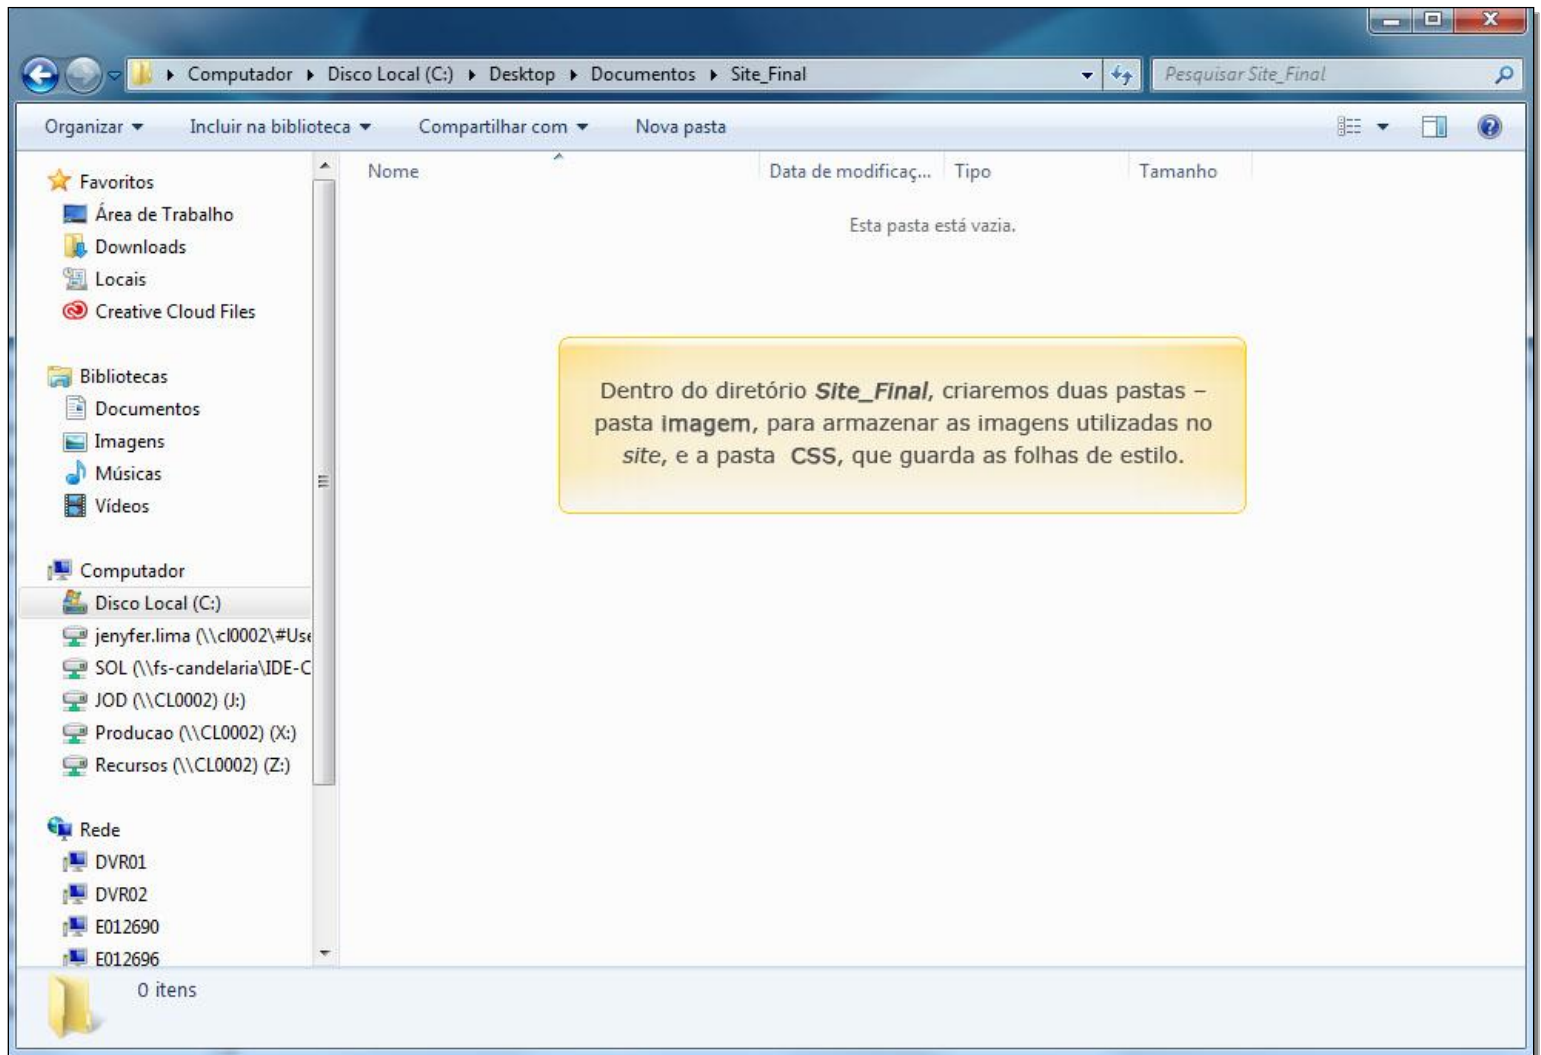 Computador Disco Local (C:) Desktop Documentos Site_Final Pesquisar Site_Final
Organizar Incluir na biblioteca Compartilhar com Nova pasta
Favoritos
Área de Trabalho
Downloads
Locais
Creative Cloud Files
Bibliotecas
Documentos
Imagens
Músicas
Vídeos
Computador
Disco Local (C:)
jenyfer.lima (\\cl0002\#Use
SOL (\\fs-candelaria\IDE-C
JOD (\\CL0002) (J:)
Producao (\\CL0002) (X:)
Recursos (\\CL0002) (Z:)
Rede
DVR01
DVR02
E012690
E012696
Nome Data de modificaç... Tipo Tamanho
Esta pasta está vazia.
Dentro do diretório Site_Final, criaremos duas pastas –
pasta imagem, para armazenar as imagens utilizadas no
site, e a pasta CSS, que guarda as folhas de estilo.
0 itens